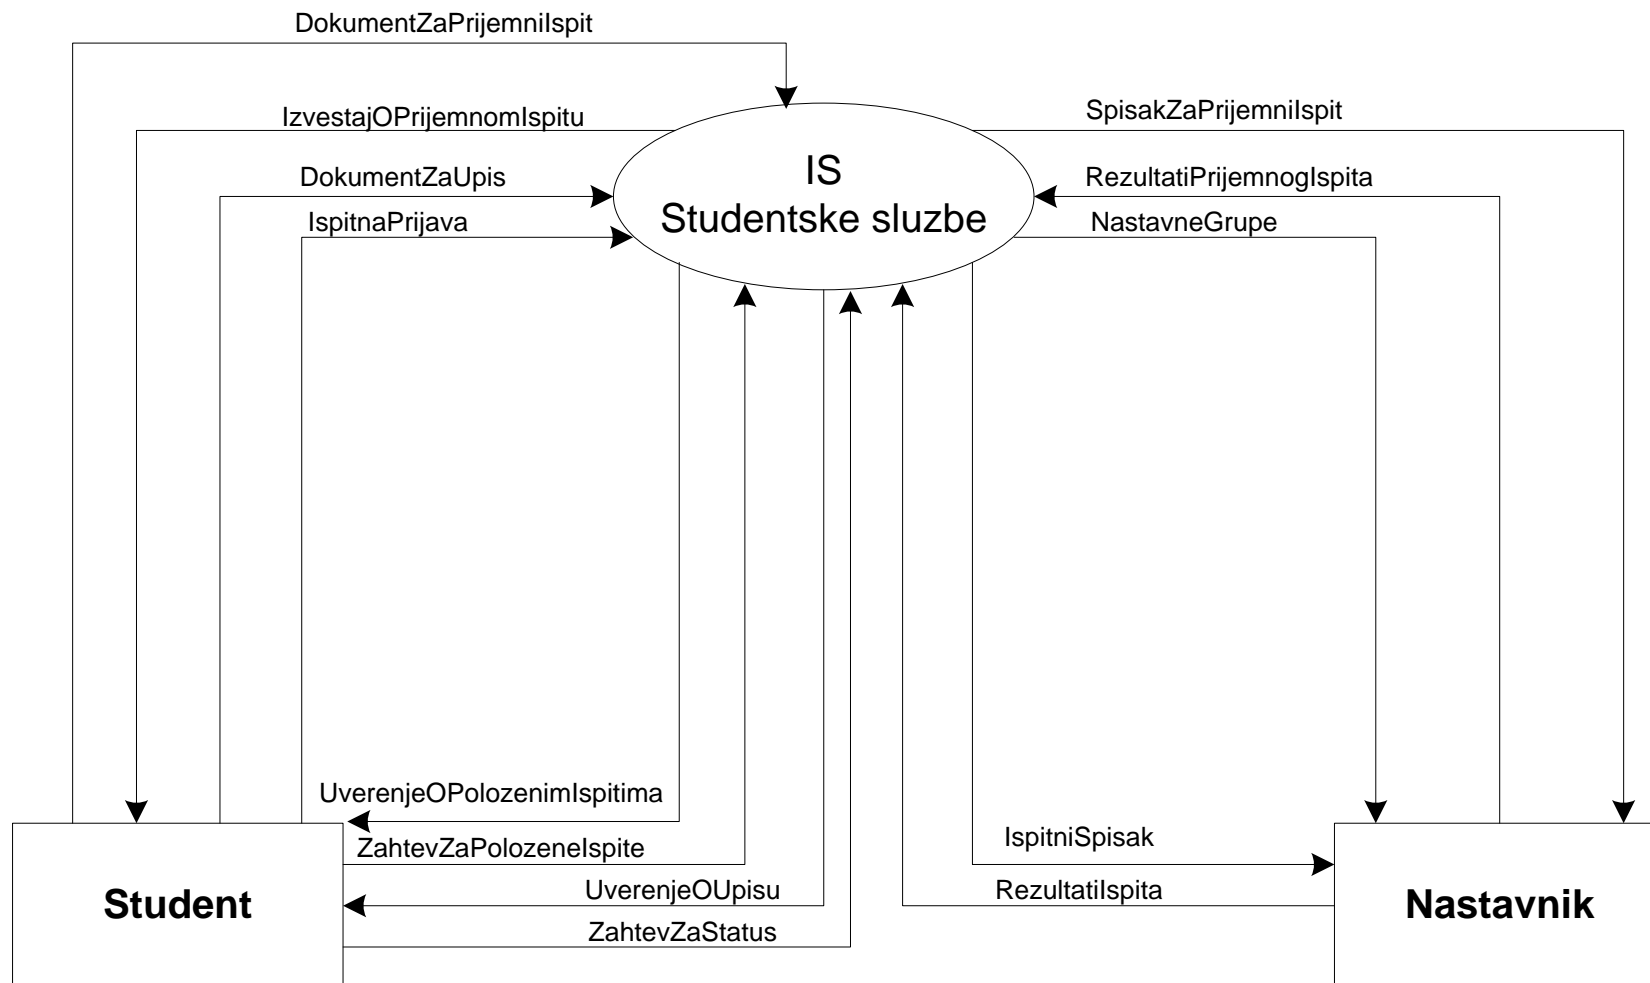 DokumentZaPrijemniIspit
IzvestajOPrijemnomIspitu
SpisakZaPrijemniIspit
IS
Studentske sluzbe
DokumentZaUpis
RezultatiPrijemnogIspita
IspitnaPrijava
NastavneGrupe
UverenjeOPolozenimIspitima
ZahtevZaPolozeneIspite
IspitniSpisak
UverenjeOUpisu
RezultatiIspita
Student
Nastavnik
ZahtevZaStatus